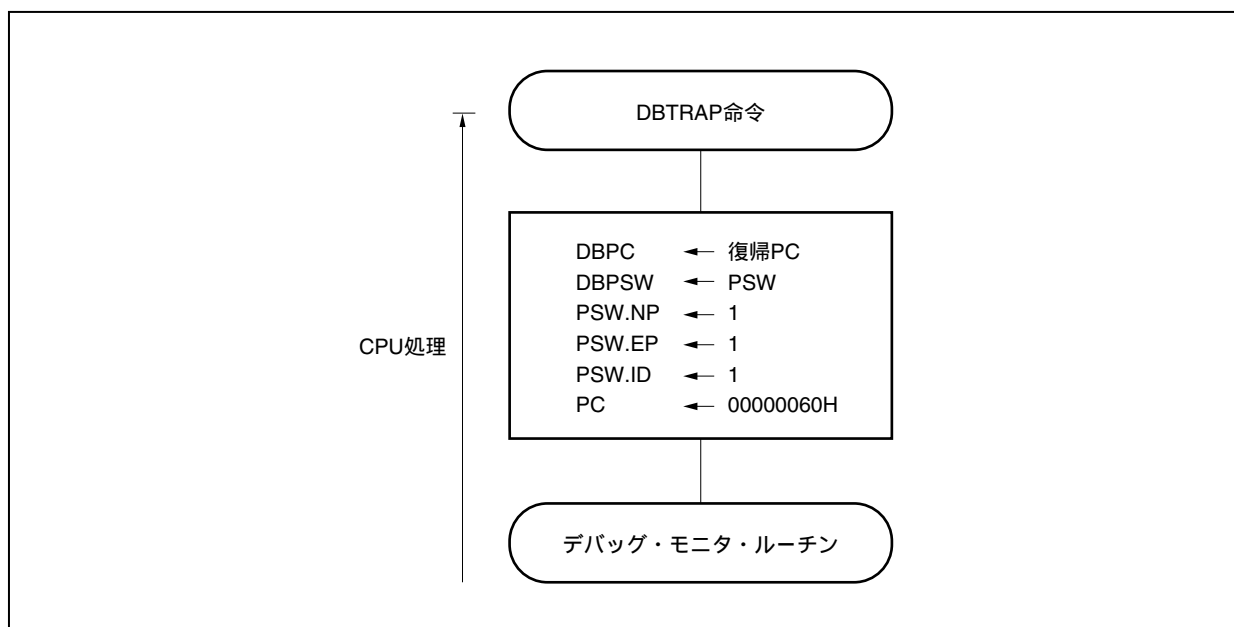 DBTRAP命令
DBPC ← 復帰PC
DBPSW ← PSW
PSW.NP ← 1
PSW.EP ← 1
CPU処理
PSW.ID ← 1
PC ← 00000060H
デバッグ・モニタ・ルーチン